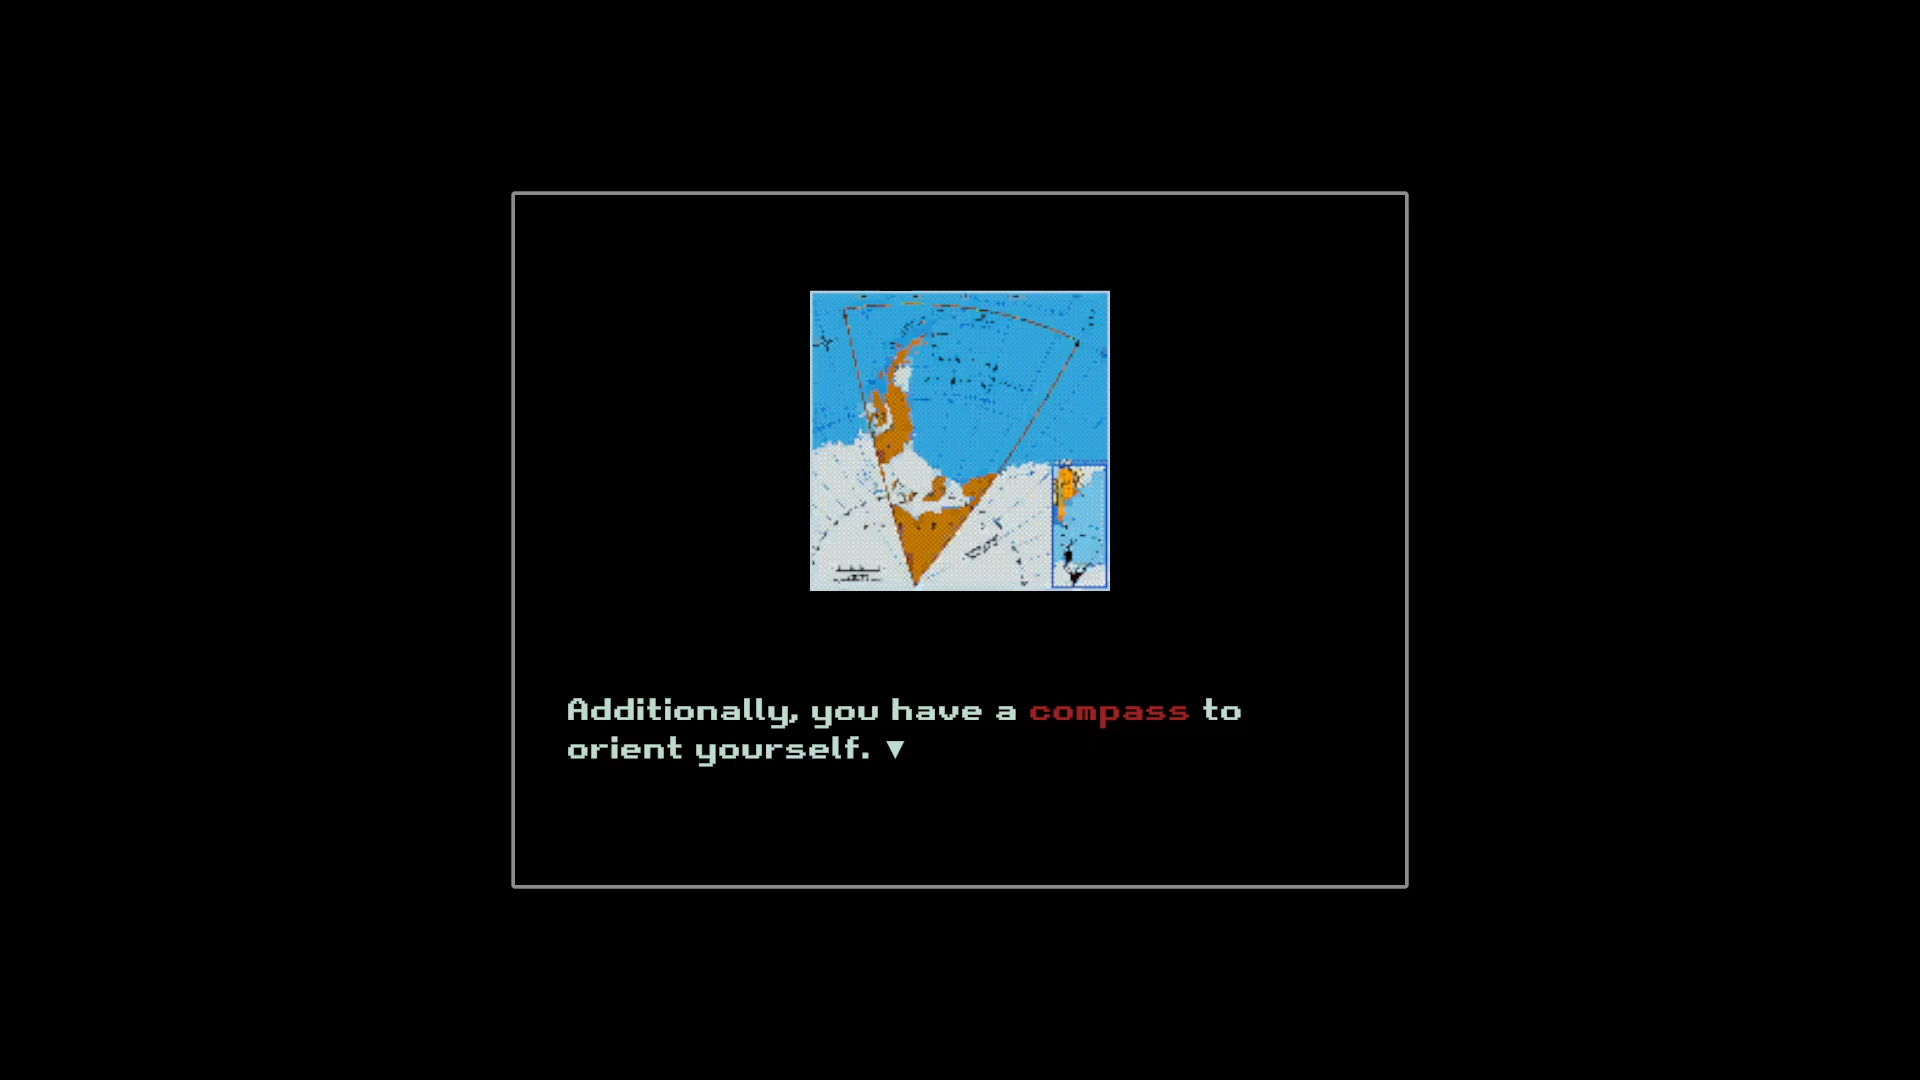 Additionally, you have a compass to
orient yourself. ▼